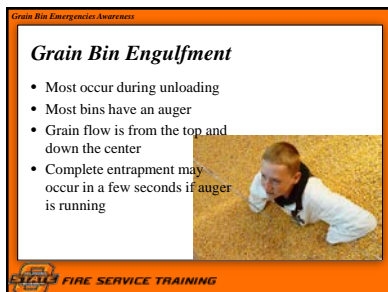 Grain Bin Emergencies Awareness
Grain Bin Engulfment
• Most occur during unloading
• Most bins have an auger
• Grain flow is from the top and
down the center
• Complete entrapment may
occur in a few seconds if auger
is running
STATE FIRE SERVICE TRAINING